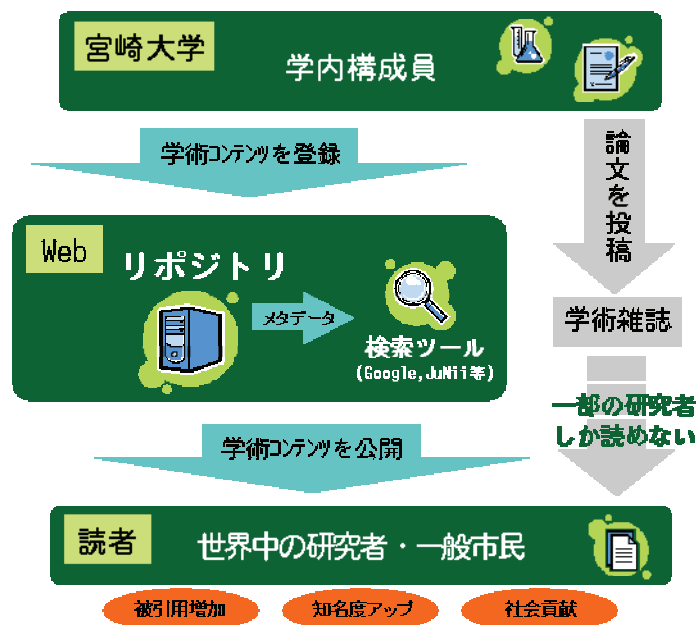 宮崎大学
学内構成員
学術コンテンツを登録
論文を投稿
Web
リポジトリ
メタデータ
検索ツール
(Google,JuNii等)
学術雑誌
一部の研究者
しか読めない
学術コンテンツを公開
読者
世界中の研究者・一般市民
被引用増加
知名度アップ
社会貢献